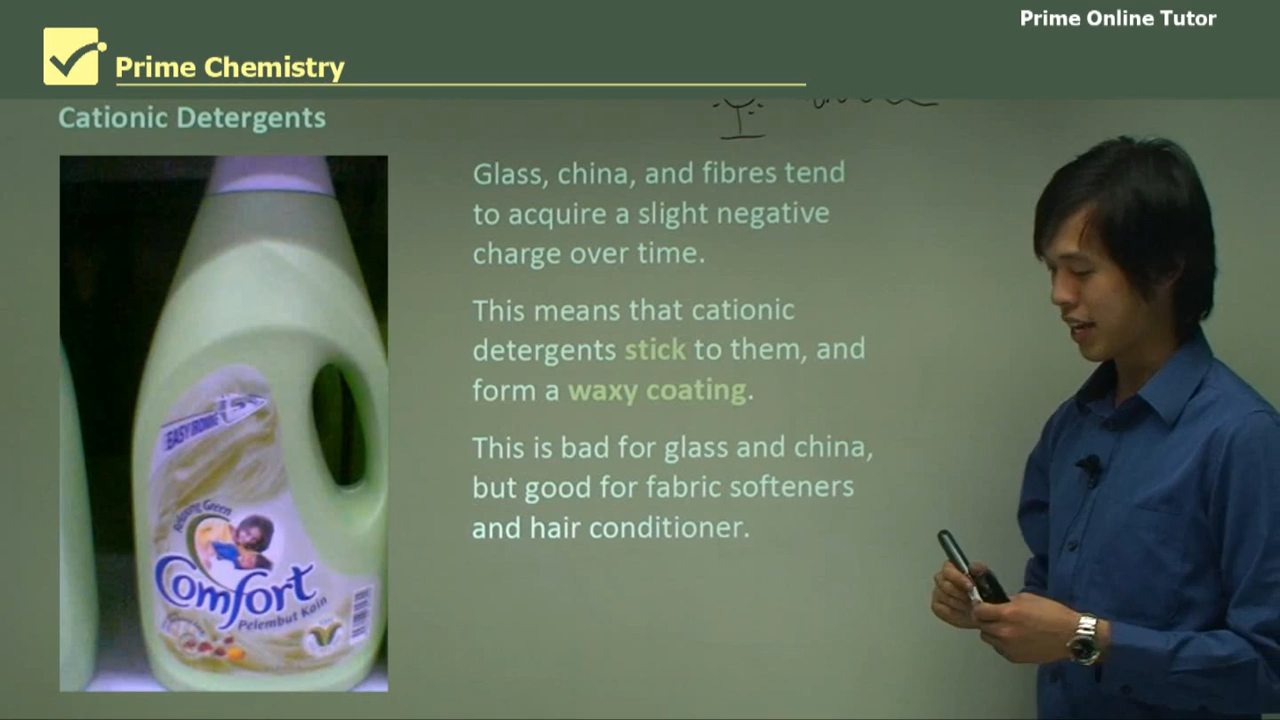 Prime Online Tutor
Prime Chemistry
Cationic Detergents
Glass, china, and fibres tend
to acquire a slight negative
charge over time.
This means that cationic
detergents stick to them, and
form a waxy coating.
This is bad for glass and china,
but good for fabric softeners
and hair conditioner.
EASY IRONING
Relaxing Green
Comfort
Pelembut Kain